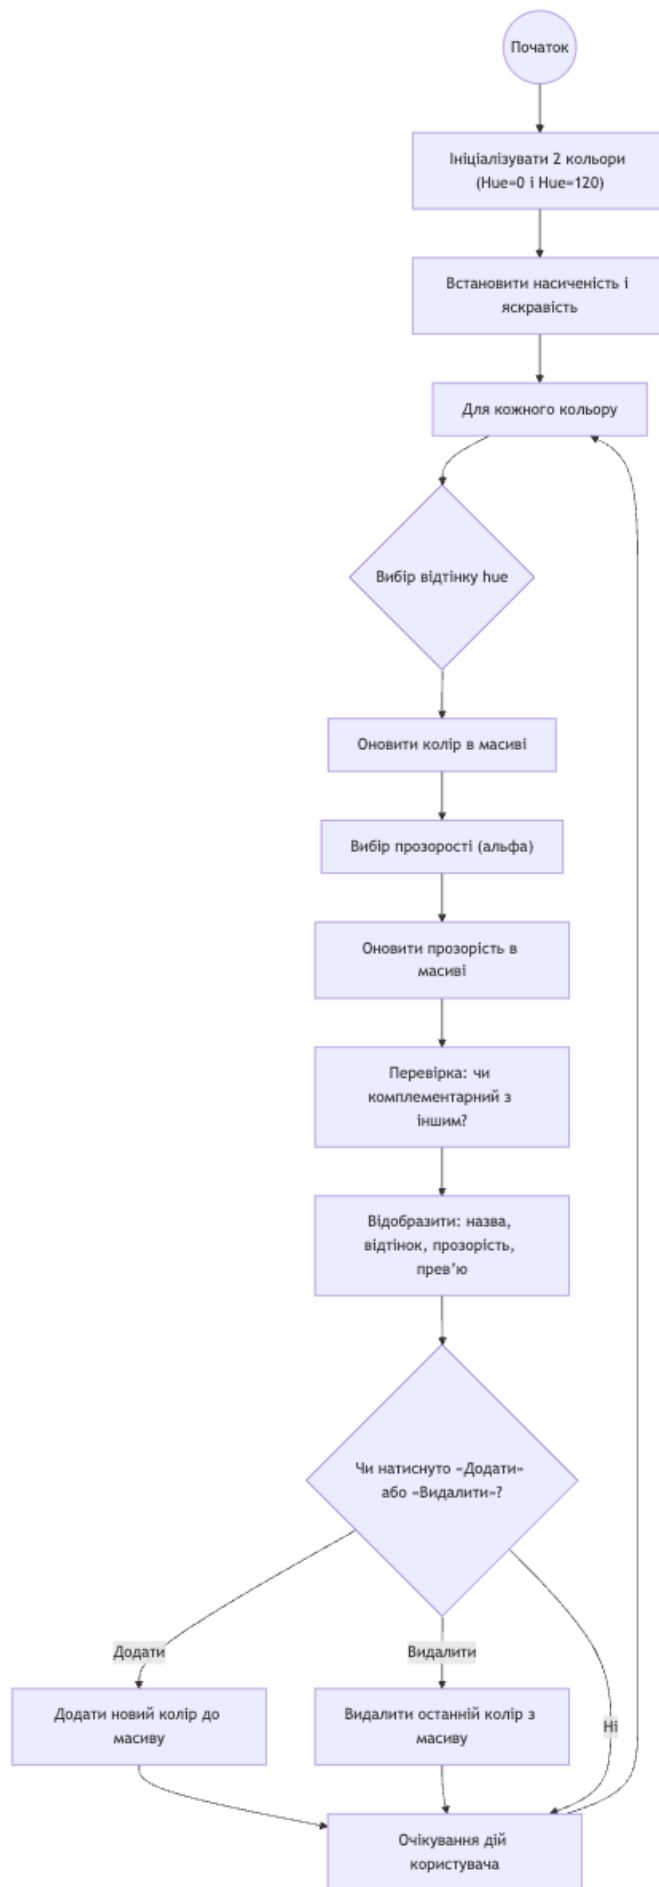 Початок
Ініціалізувати 2 кольори
(Hue=0 і Hue=120)
Встановити насиченість і
яскравість
Для кожного кольору
Вибір відтінку hue
Оновити колір в масиві
Вибір прозорості (альфа)
Оновити прозорість в
масиві
Перевірка: чи
комплементарний з
іншим?
Відобразити: назва,
відтінок, прозорість,
прев’ю
Чи натиснуто «Додати»
або «Видалити»?
Додати
Видалити
Ні
Додати новий колір до
масиву
Видалити останній колір з
масиву
Очікування дій
користувача